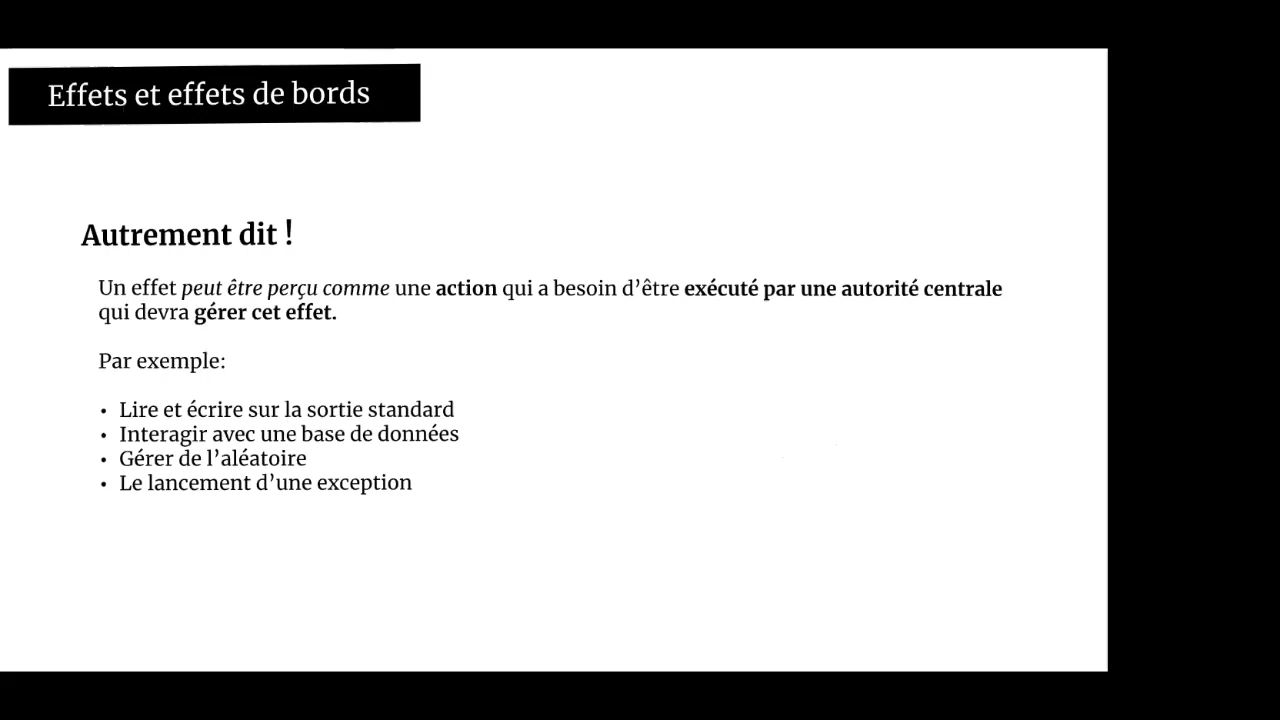 Effets et effets de bords
Autrement dit !
Un effet peut être perçu comme une action qui a besoin d’être exécuté par une autorité centrale
qui devra gérer cet effet.
Par exemple:
• Lire et écrire sur la sortie standard
• Interagir avec une base de données
• Gérer de l’aléatoire
• Le lancement d’une exception